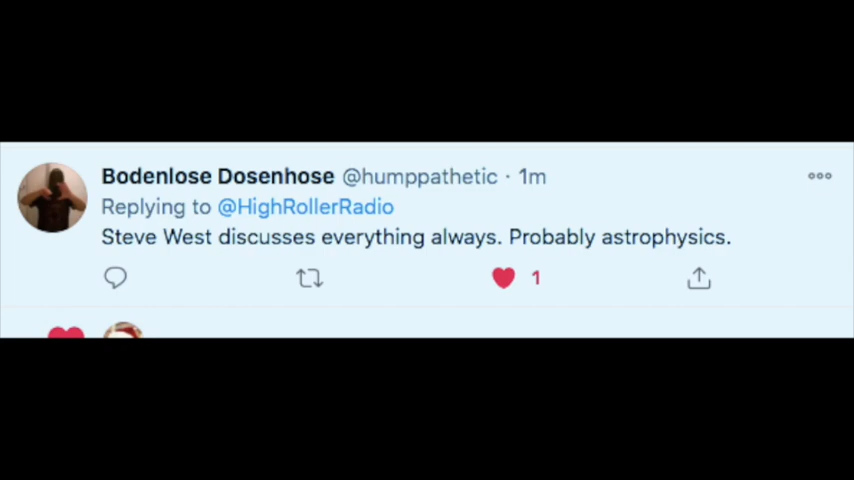 Bodenlose Dosenhose @humppathetic · 1m
Replying to @HighRollerRadio
Steve West discusses everything always. Probably astrophysics.
1